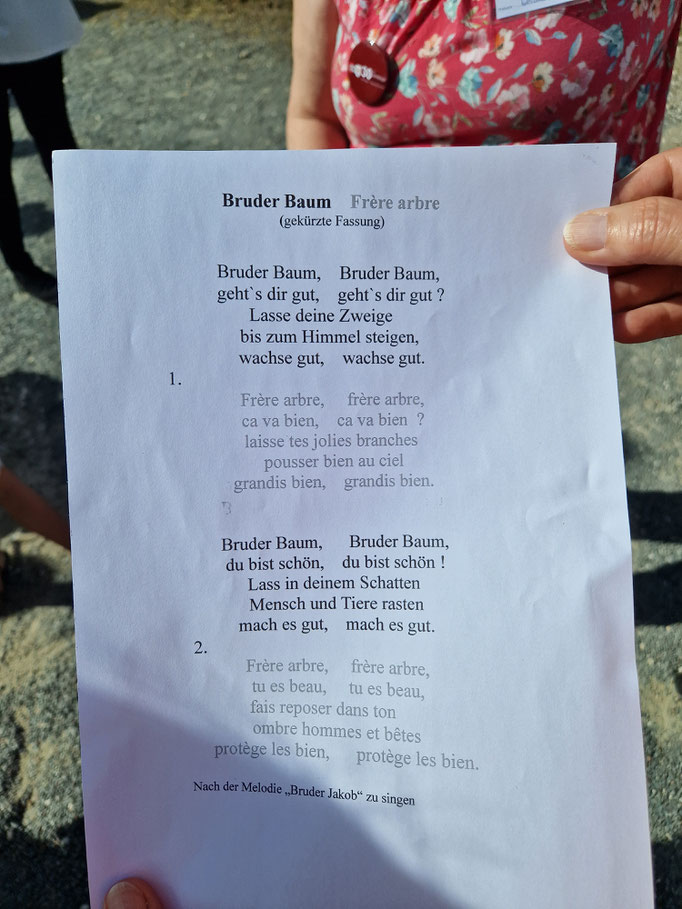 Bruder Baum Frère arbre
(gekürzte Fassung)
Bruder Baum, Bruder Baum,
geht`s dir gut, geht`s dir gut ?
Lasse deine Zweige
bis zum Himmel steigen,
wachse gut, wachse gut.
1.
Frère arbre, frère arbre,
ca va bien, ca va bien ?
laisse tes jolies branches
pousser bien au ciel
grandis bien, grandis bien.
Bruder Baum, Bruder Baum,
du bist schön, du bist schön !
Lass in deinem Schatten
Mensch und Tiere rasten
mach es gut, mach es gut.
2.
Frère arbre, frère arbre,
tu es beau, tu es beau,
fais reposer dans ton
ombre hommes et bêtes
protège les bien, protège les bien.
Nach der Melodie „Bruder Jakob“ zu singen